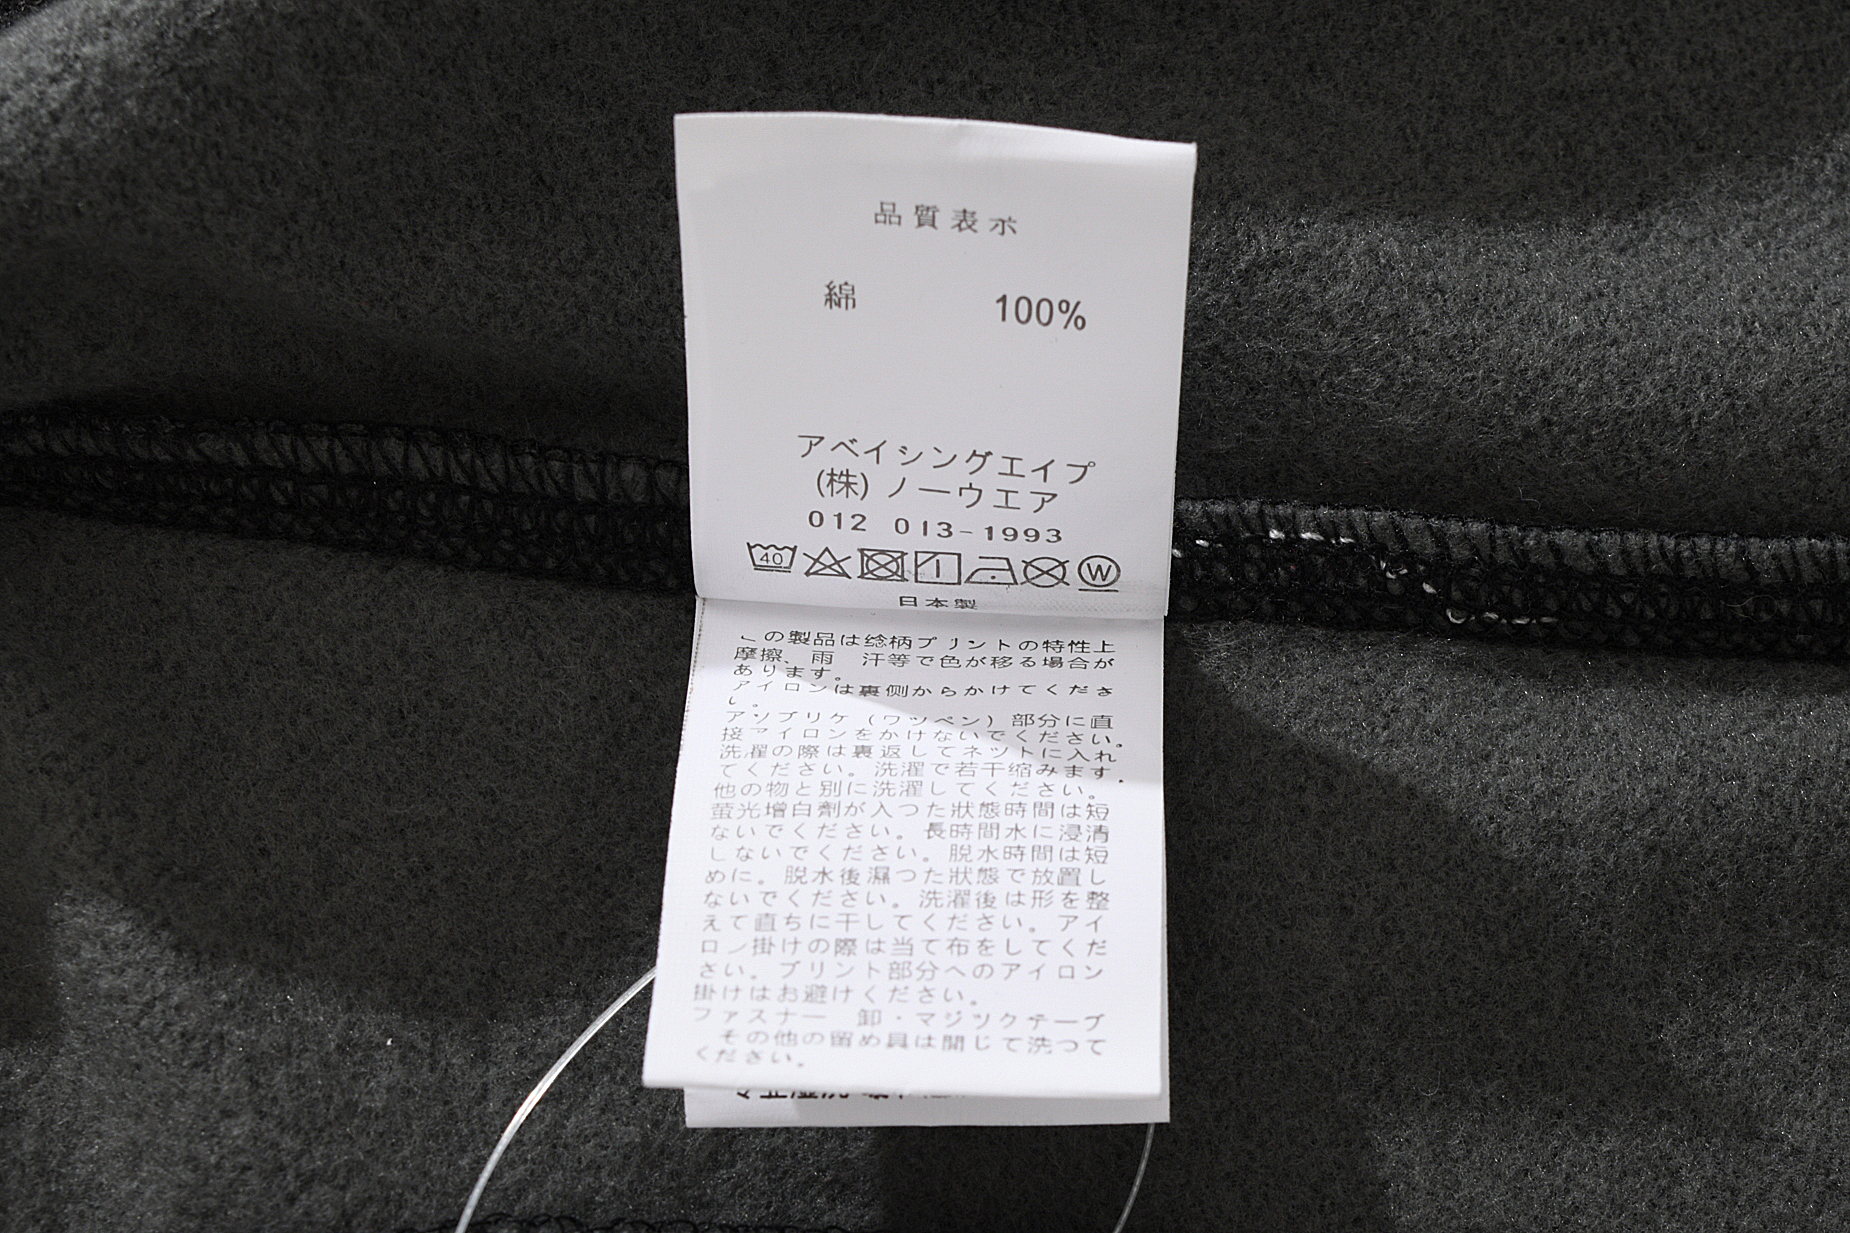 品質表示
綿 100%
アベイシングエイプ
(株) ノーウエア
012 013-1993
40 W
日本製
この製品は総柄プリントの特性上
摩擦、雨 汗等で色が移る場合が
あります。
アイロンは裏側からかけてくださ
い。
アップリケ (ワッペン) 部分に直
接アイロンをかけないでください。
洗濯の際は裏返してネットに入れ
てください。洗濯で若干縮みます。
他の物と別に洗濯してください。
蛍光増白劑が入つた狀態時間は短
ないでください。長時間水に浸清
しないでください。脱水時間は短
めに。脱水後濕つた狀態で放置し
ないでください。洗濯後は形を整
えて直ちに干してください。アイ
ロン掛けの際は当て布をしてくだ
さい。プリント部分へのアイロン
掛けはお避けください。
ファスナー 卸・マジックテープ
その他の留め具は閉じて洗つて
ください。